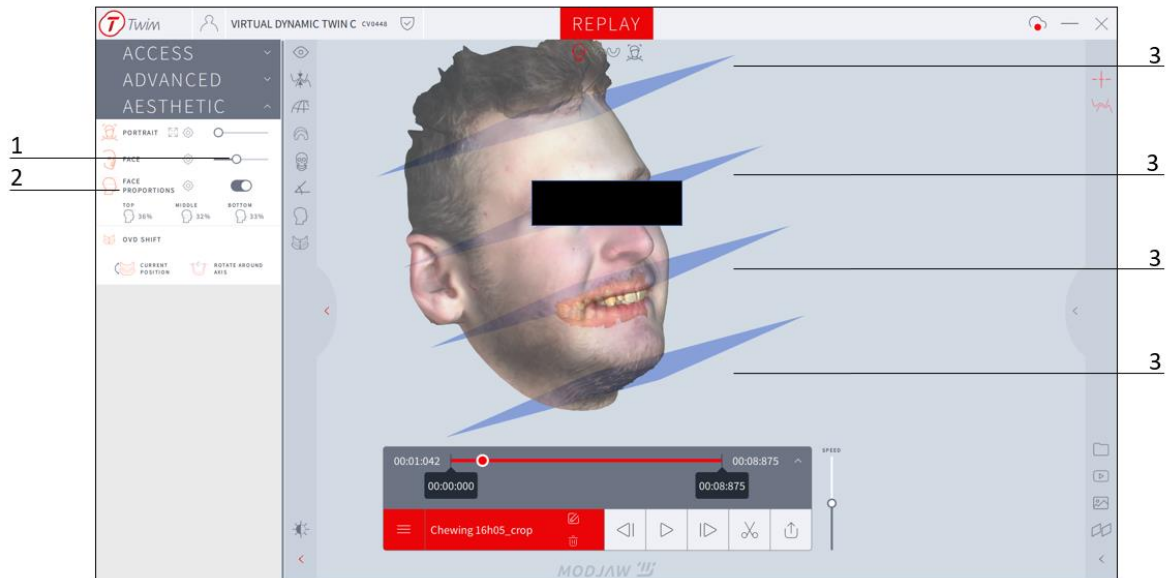 Twim
VIRTUAL DYNAMIC TWIN C CV0448
REPLAY
ACCESS
ADVANCED
AESTHETIC
PORTRAIT
1
FACE
2
FACE
PROPORTIONS
TOP MIDDLE BOTTOM
36% 32% 33%
OVD SHIFT
CURRENT
POSITION
ROTATE AROUND
AXIS
3
3
3
3
00:01:042
00:08:875
SPEED
00:00:000
00:08:875
Chewing 16h05_crop
MODJAW